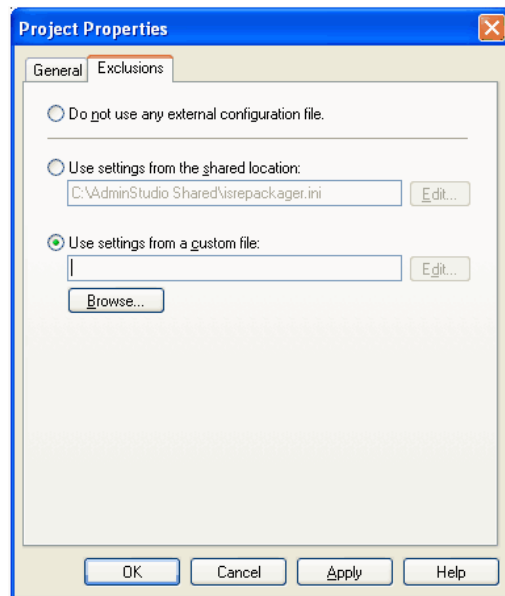 Project Properties
General Exclusions
Do not use any external configuration file.
Use settings from the shared location:
C:\AdminStudio Shared\isrepackager.ini Edit...
Use settings from a custom file:
Edit...
Browse...
OK Cancel Apply Help